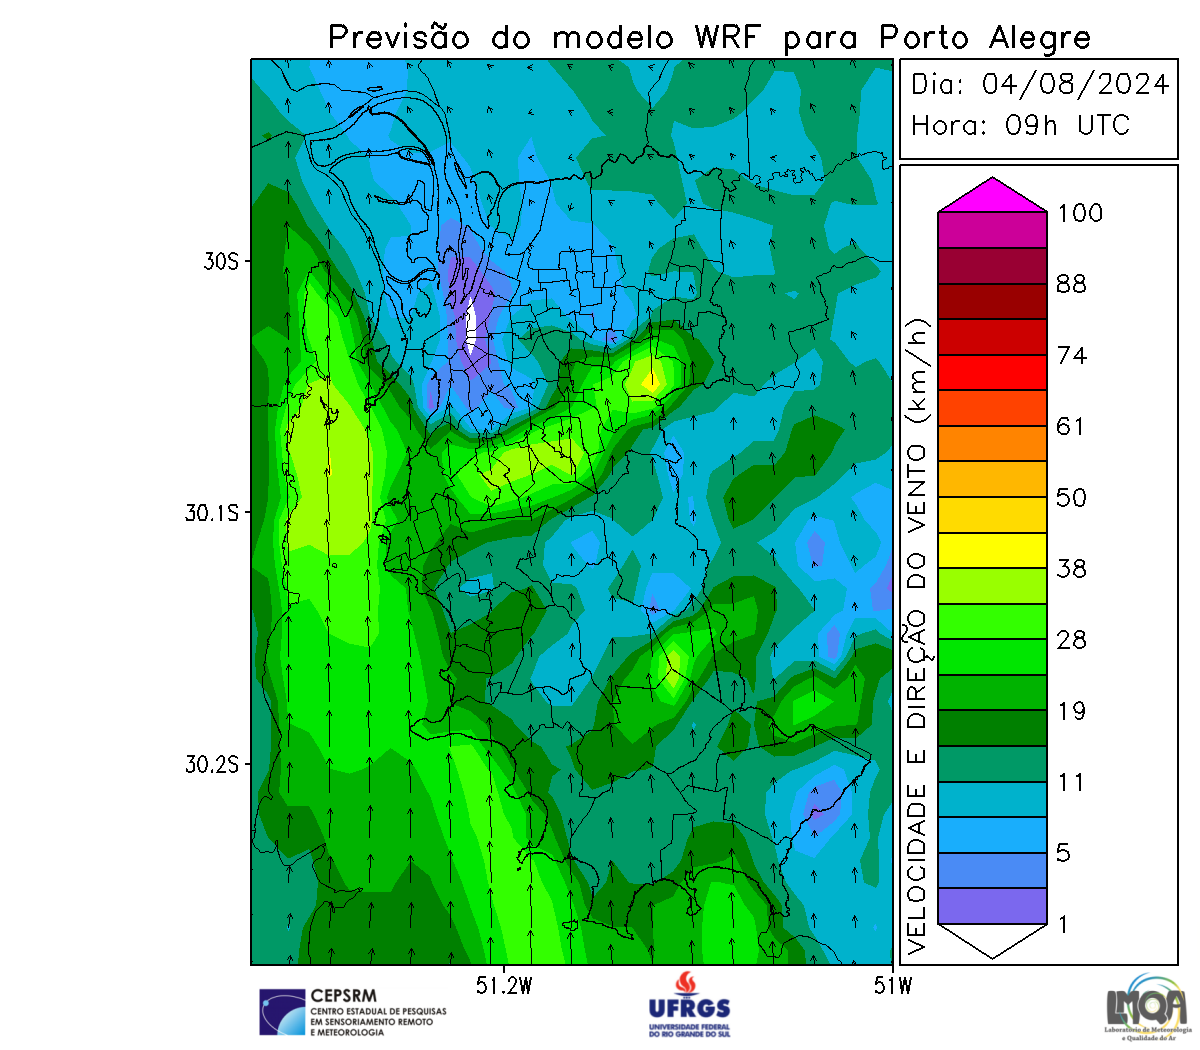 Previsão do modelo WRF para Porto Alegre
Dia: 04/08/2024
Hora: 09h UTC
30S
30.1S
30.2S
51.2W
51W
VELOCIDADE E DIREÇÃO DO VENTO (km/h)
100
88
74
61
50
38
28
19
11
5
1
CEPSRM
CENTRO ESTADUAL DE PESQUISAS
EM SENSORIAMENTO REMOTO
E METEOROLOGIA
UFRGS
UNIVERSIDADE FEDERAL
DO RIO GRANDE DO SUL
LMQA
Laboratório de Meteorologia
e Qualidade do Ar